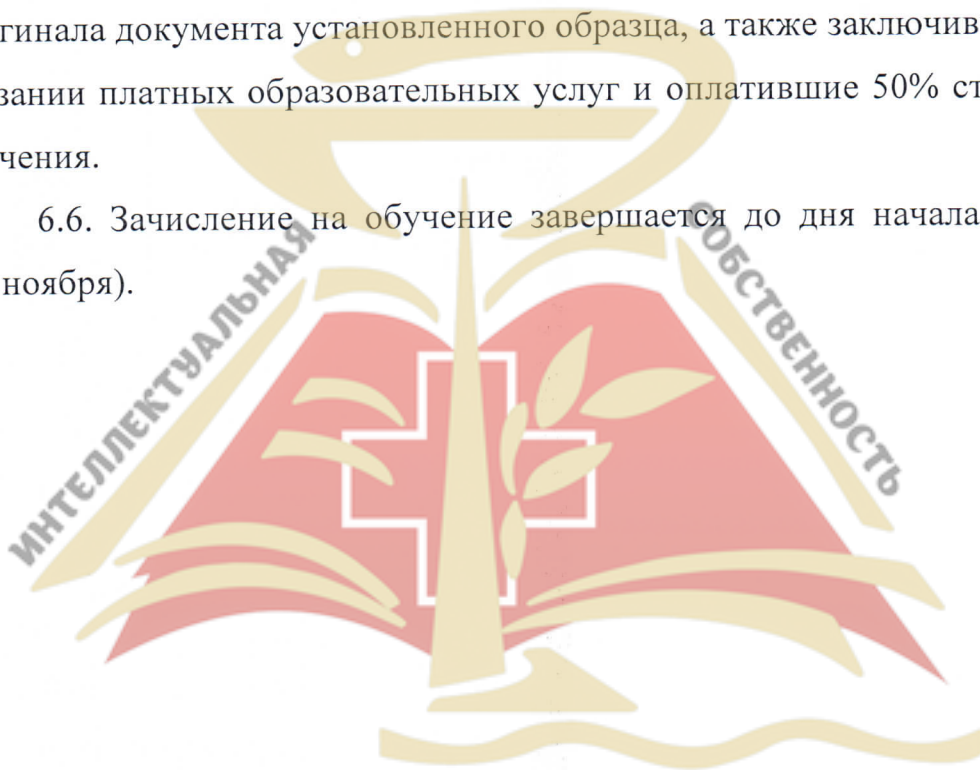 гинала документа установленного образца, а также заключив
зании платных образовательных услуг и оплатившие 50% ст
чения.
6.6. Зачисление на обучение завершается до дня начала
ноября).
ИНТЕЛЛЕКТУАЛЬНАЯ
СОБСТВЕННОСТЬ